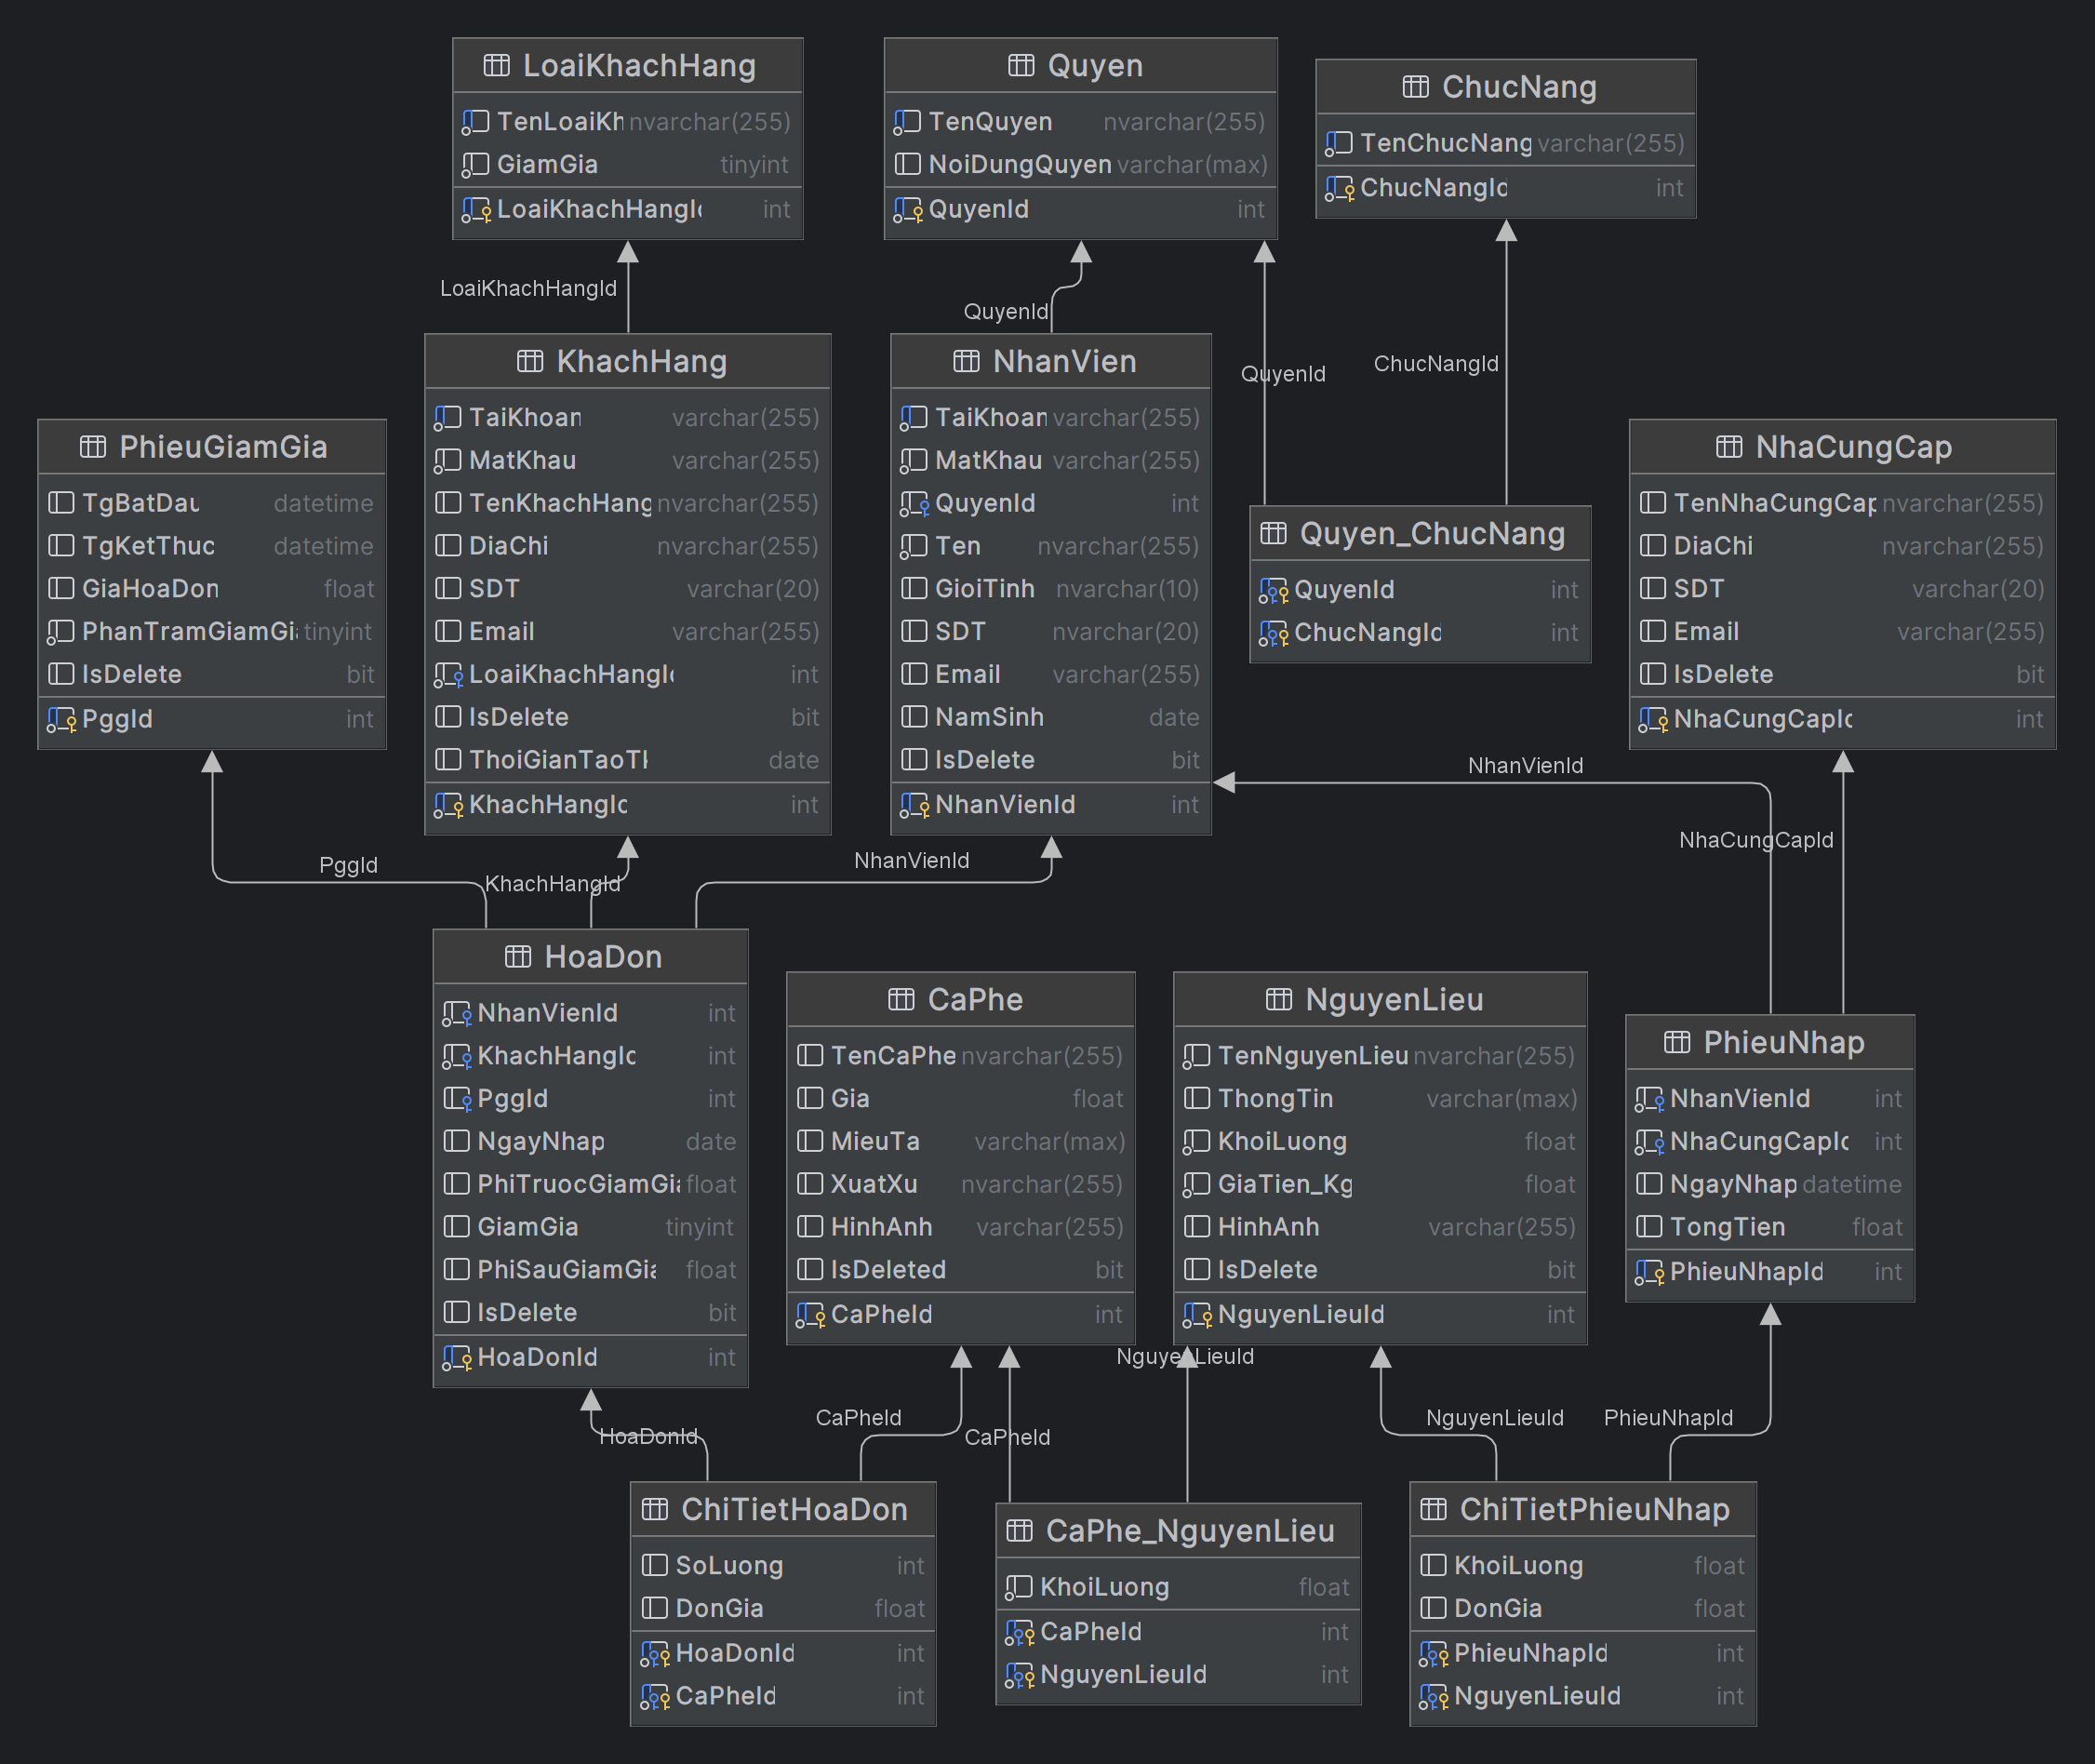 LoaiKhachHang
TenLoaiKh nvarchar(255)
GiamGia tinyint
LoaiKhachHangId int
Quyen
TenQuyen nvarchar(255)
NoiDungQuyen varchar(max)
QuyenId int
ChucNang
TenChucNang varchar(255)
ChucNangId int
LoaiKhachHangId
QuyenId
QuyenId
ChucNangId
PhieuGiamGia
TgBatDau datetime
TgKetThuc datetime
GiaHoaDon float
PhanTramGiamGi tinyint
IsDelete bit
PggId int
KhachHang
TaiKhoan varchar(255)
MatKhau varchar(255)
TenKhachHang nvarchar(255)
DiaChi nvarchar(255)
SDT varchar(20)
Email varchar(255)
LoaiKhachHangId int
IsDelete bit
ThoiGianTaoTk date
KhachHangId int
NhanVien
TaiKhoan varchar(255)
MatKhau varchar(255)
QuyenId int
Ten nvarchar(255)
GioiTinh nvarchar(10)
SDT nvarchar(20)
Email varchar(255)
NamSinh date
IsDelete bit
NhanVienId int
Quyen_ChucNang
QuyenId int
ChucNangId int
NhaCungCap
TenNhaCungCap nvarchar(255)
DiaChi nvarchar(255)
SDT varchar(20)
Email varchar(255)
IsDelete bit
NhaCungCapId int
NhanVienId
NhaCungCapId
PggId
KhachHangId
NhanVienId
HoaDon
NhanVienId int
KhachHangId int
PggId int
NgayNhap date
PhiTruocGiamGia float
GiamGia tinyint
PhiSauGiamGia float
IsDelete bit
HoaDonId int
CaPhe
TenCaPhe nvarchar(255)
Gia float
MieuTa varchar(max)
XuatXu nvarchar(255)
HinhAnh varchar(255)
IsDeleted bit
CaPheId int
NguyenLieu
TenNguyenLieu nvarchar(255)
ThongTin varchar(max)
KhoiLuong float
GiaTien_Kg float
HinhAnh varchar(255)
IsDelete bit
NguyenLieuId int
PhieuNhap
NhanVienId int
NhaCungCapId int
NgayNhap datetime
TongTien float
PhieuNhapId int
HoaDonId
CaPheId
CaPheId
NguyenLieuId
NguyenLieuId
PhieuNhapId
ChiTietHoaDon
SoLuong int
DonGia float
HoaDonId int
CaPheId int
CaPhe_NguyenLieu
KhoiLuong float
CaPheId int
NguyenLieuId int
ChiTietPhieuNhap
KhoiLuong float
DonGia float
PhieuNhapId int
NguyenLieuId int